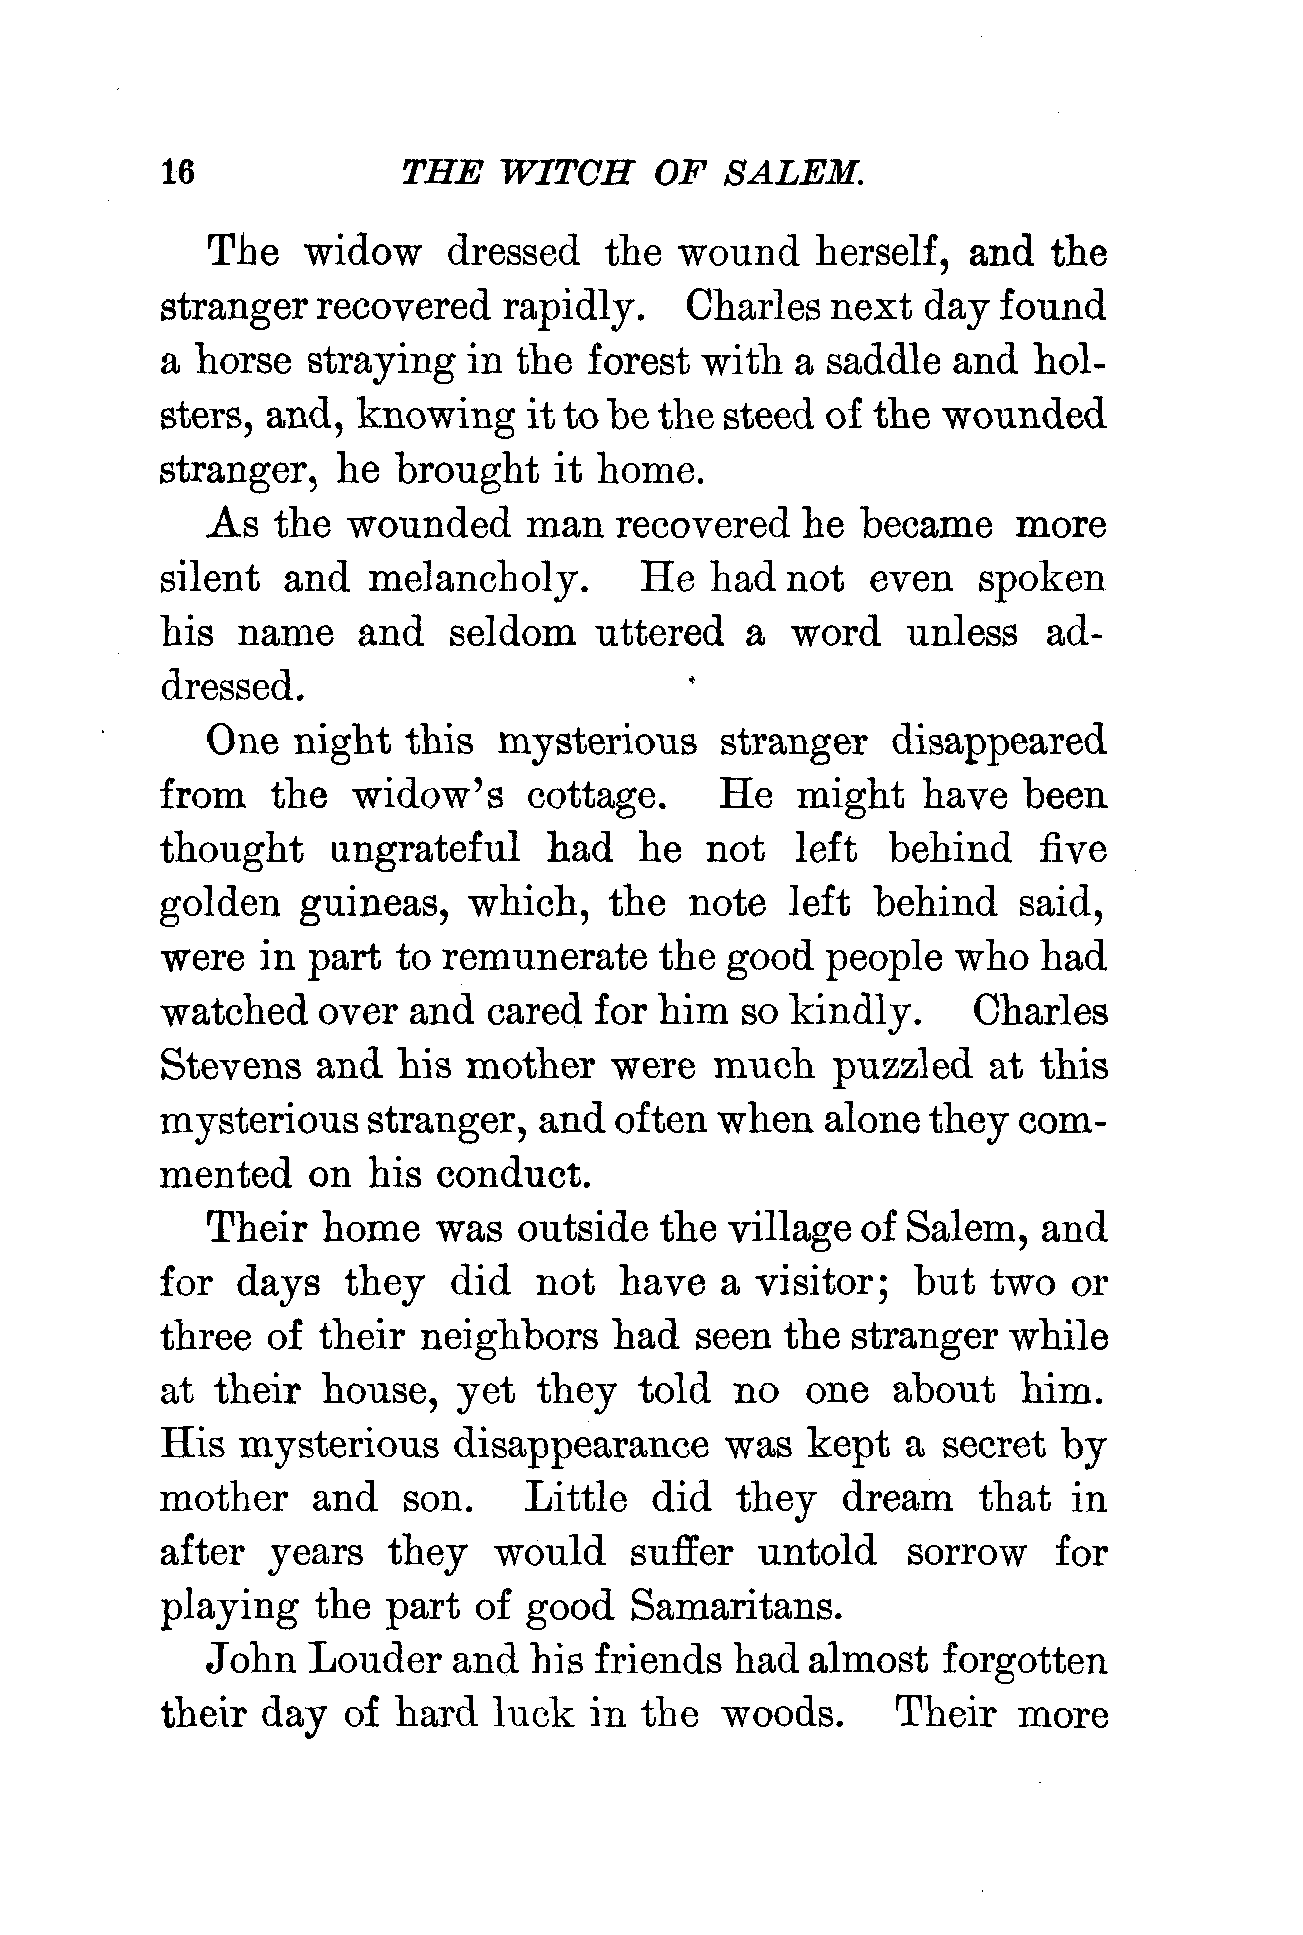 16 THE WITCH OF SALEM.
The widow dressed the wound herself, and the
stranger recovered rapidly. Charles next day found
a horse straying in the forest with a saddle and hol-
sters, and, knowing it to be the steed of the wounded
stranger, he brought it home.
As the wounded man recovered he became more
silent and melancholy. He had not even spoken
his name and seldom uttered a word unless ad-
dressed.
One night this mysterious stranger disappeared
from the widow's cottage. He might have been
thought ungrateful had he not left behind five
golden guineas, which, the note left behind said,
were in part to remunerate the good people who had
watched over and cared for him so kindly. Charles
Stevens and his mother were much puzzled at this
mysterious stranger, and often when alone they com-
mented on his conduct.
Their home was outside the village of Salem, and
for days they did not have a visitor; but two or
three of their neighbors had seen the stranger while
at their house, yet they told no one about him.
His mysterious disappearance was kept a secret by
mother and son. Little did they dream that in
after years they would suffer untold sorrow for
playing the part of good Samaritans.
John Louder and his friends had almost forgotten
their day of hard luck in the woods. Their more